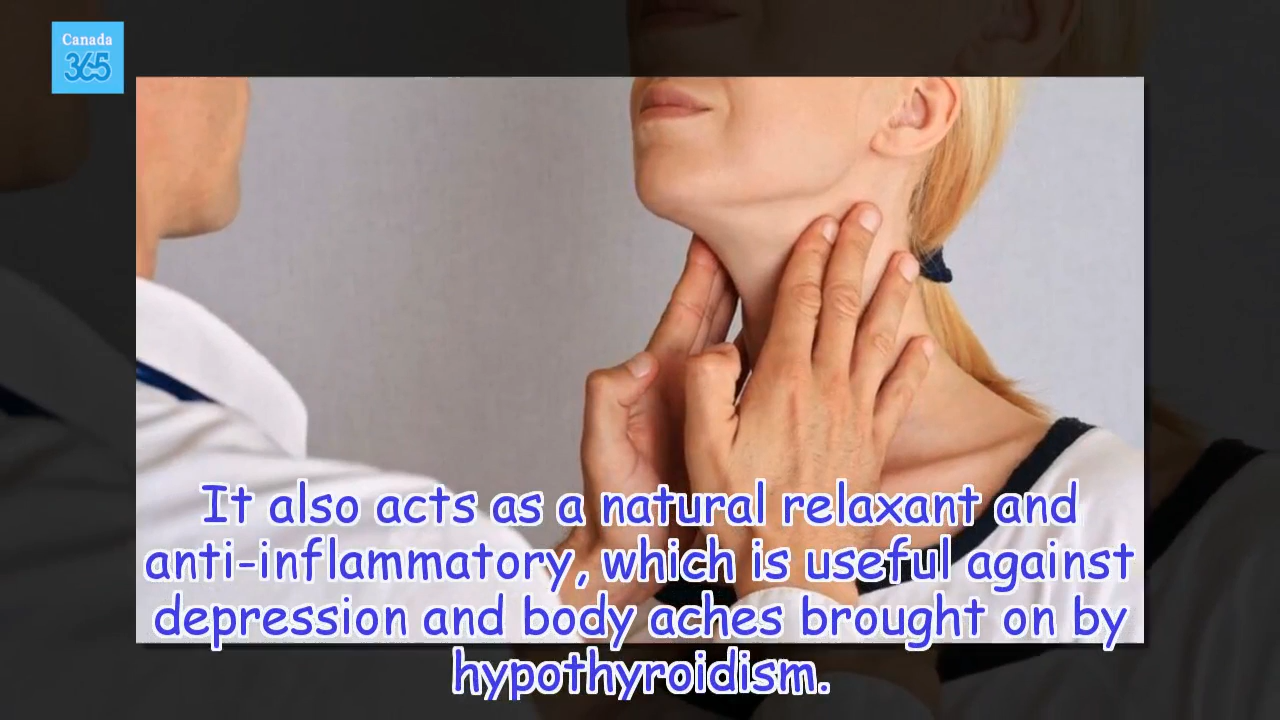 Canada
365
It also acts as a natural relaxant and
anti-inflammatory, which is useful against
depression and body aches brought on by
hypothyroidism.